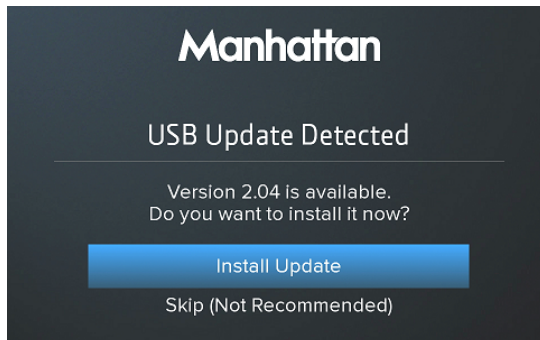 Manhattan
USB Update Detected
Version 2.04 is available.
Do you want to install it now?
Install Update
Skip (Not Recommended)